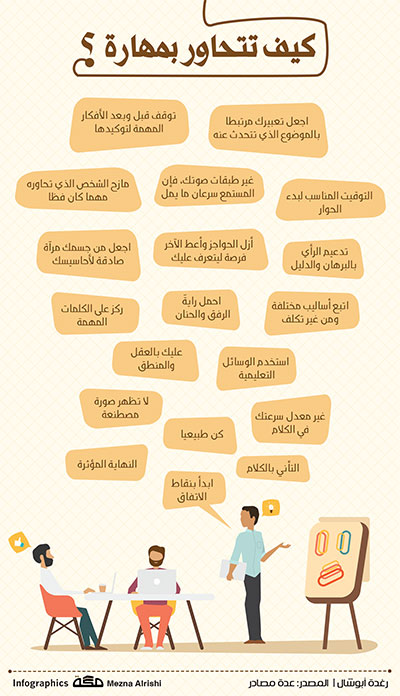 كيف تتحاور بمهارة ؟
اجعل تعبيرك مرتبطا
بالموضوع الذي تتحدث عنه
توقف قبل وبعد الأفكار
المهمة لتوكيدها
التوقيت المناسب لبدء
الحوار
غير طبقات صوتك، فإن
المستمع سرعان ما يمل
مازح الشخص الذي تحاوره
مهما كان فظا
تدعيم الرأي
بالبرهان والدليل
أزل الحواجز وأعط الآخر
فرصة ليتعرف عليك
اجعل من جسمك مرآة
صادقة لأحاسيسك
اتبع أساليب مختلفة
ومن غير تكلف
احمل راية
الرفق والحنان
ركز على الكلمات
المهمة
استخدم الوسائل
التعليمية
عليك بالعقل
والمنطق
غير معدل سرعتك
في الكلام
كن طبيعيا
لا تظهر صورة
مصطنعة
التأني بالكلام
النهاية المؤثرة
ابدأ بنقاط
الاتفاق
رغدة أبوشال | المصدر: عدة مصادر
Infographics مكة Mezna Alrishi